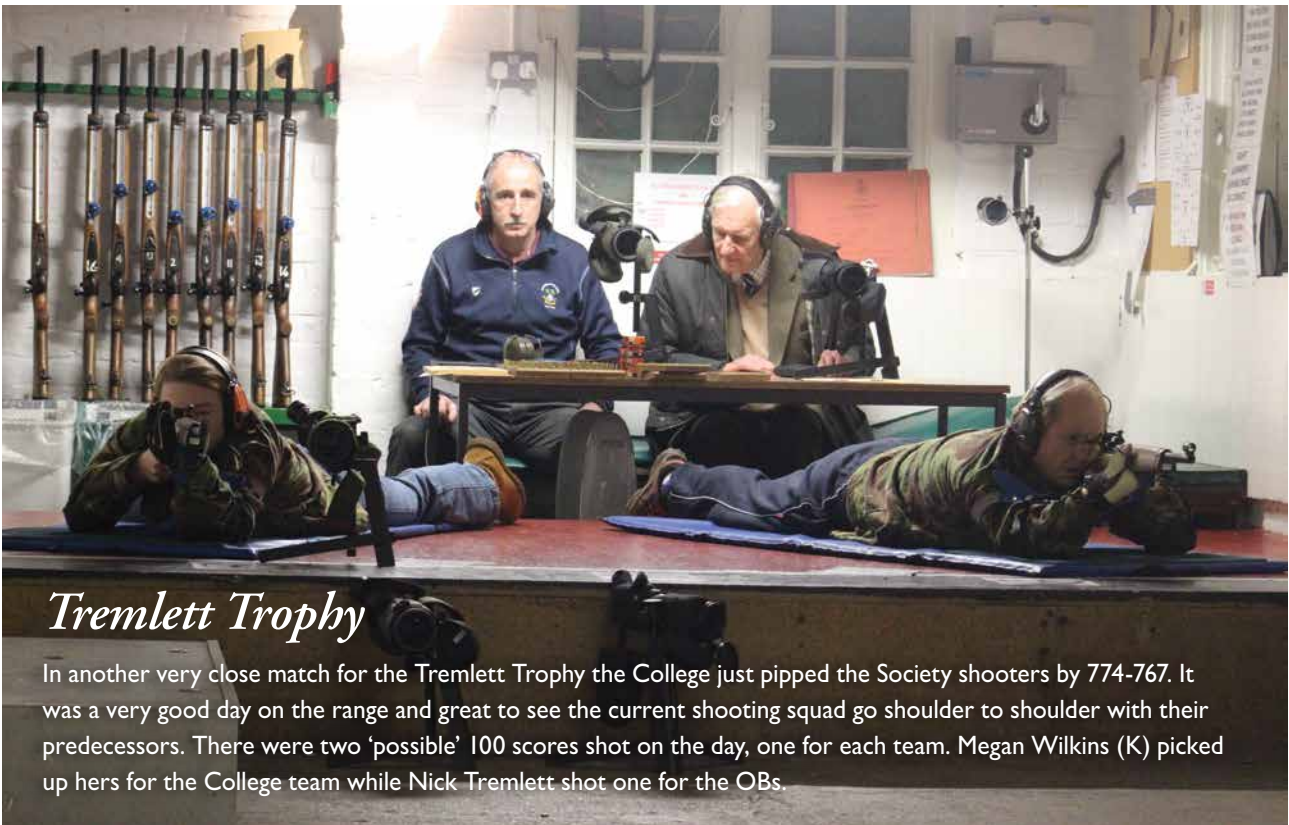 Tremlett Trophy
In another very close match for the Tremlett Trophy the College just pipped the Society shooters by 774-767. It
was a very good day on the range and great to see the current shooting squad go shoulder to shoulder with their
predecessors. There were two ‘possible’ 100 scores shot on the day, one for each team. Megan Wilkins (K) picked
up hers for the College team while Nick Tremlett shot one for the OBs.